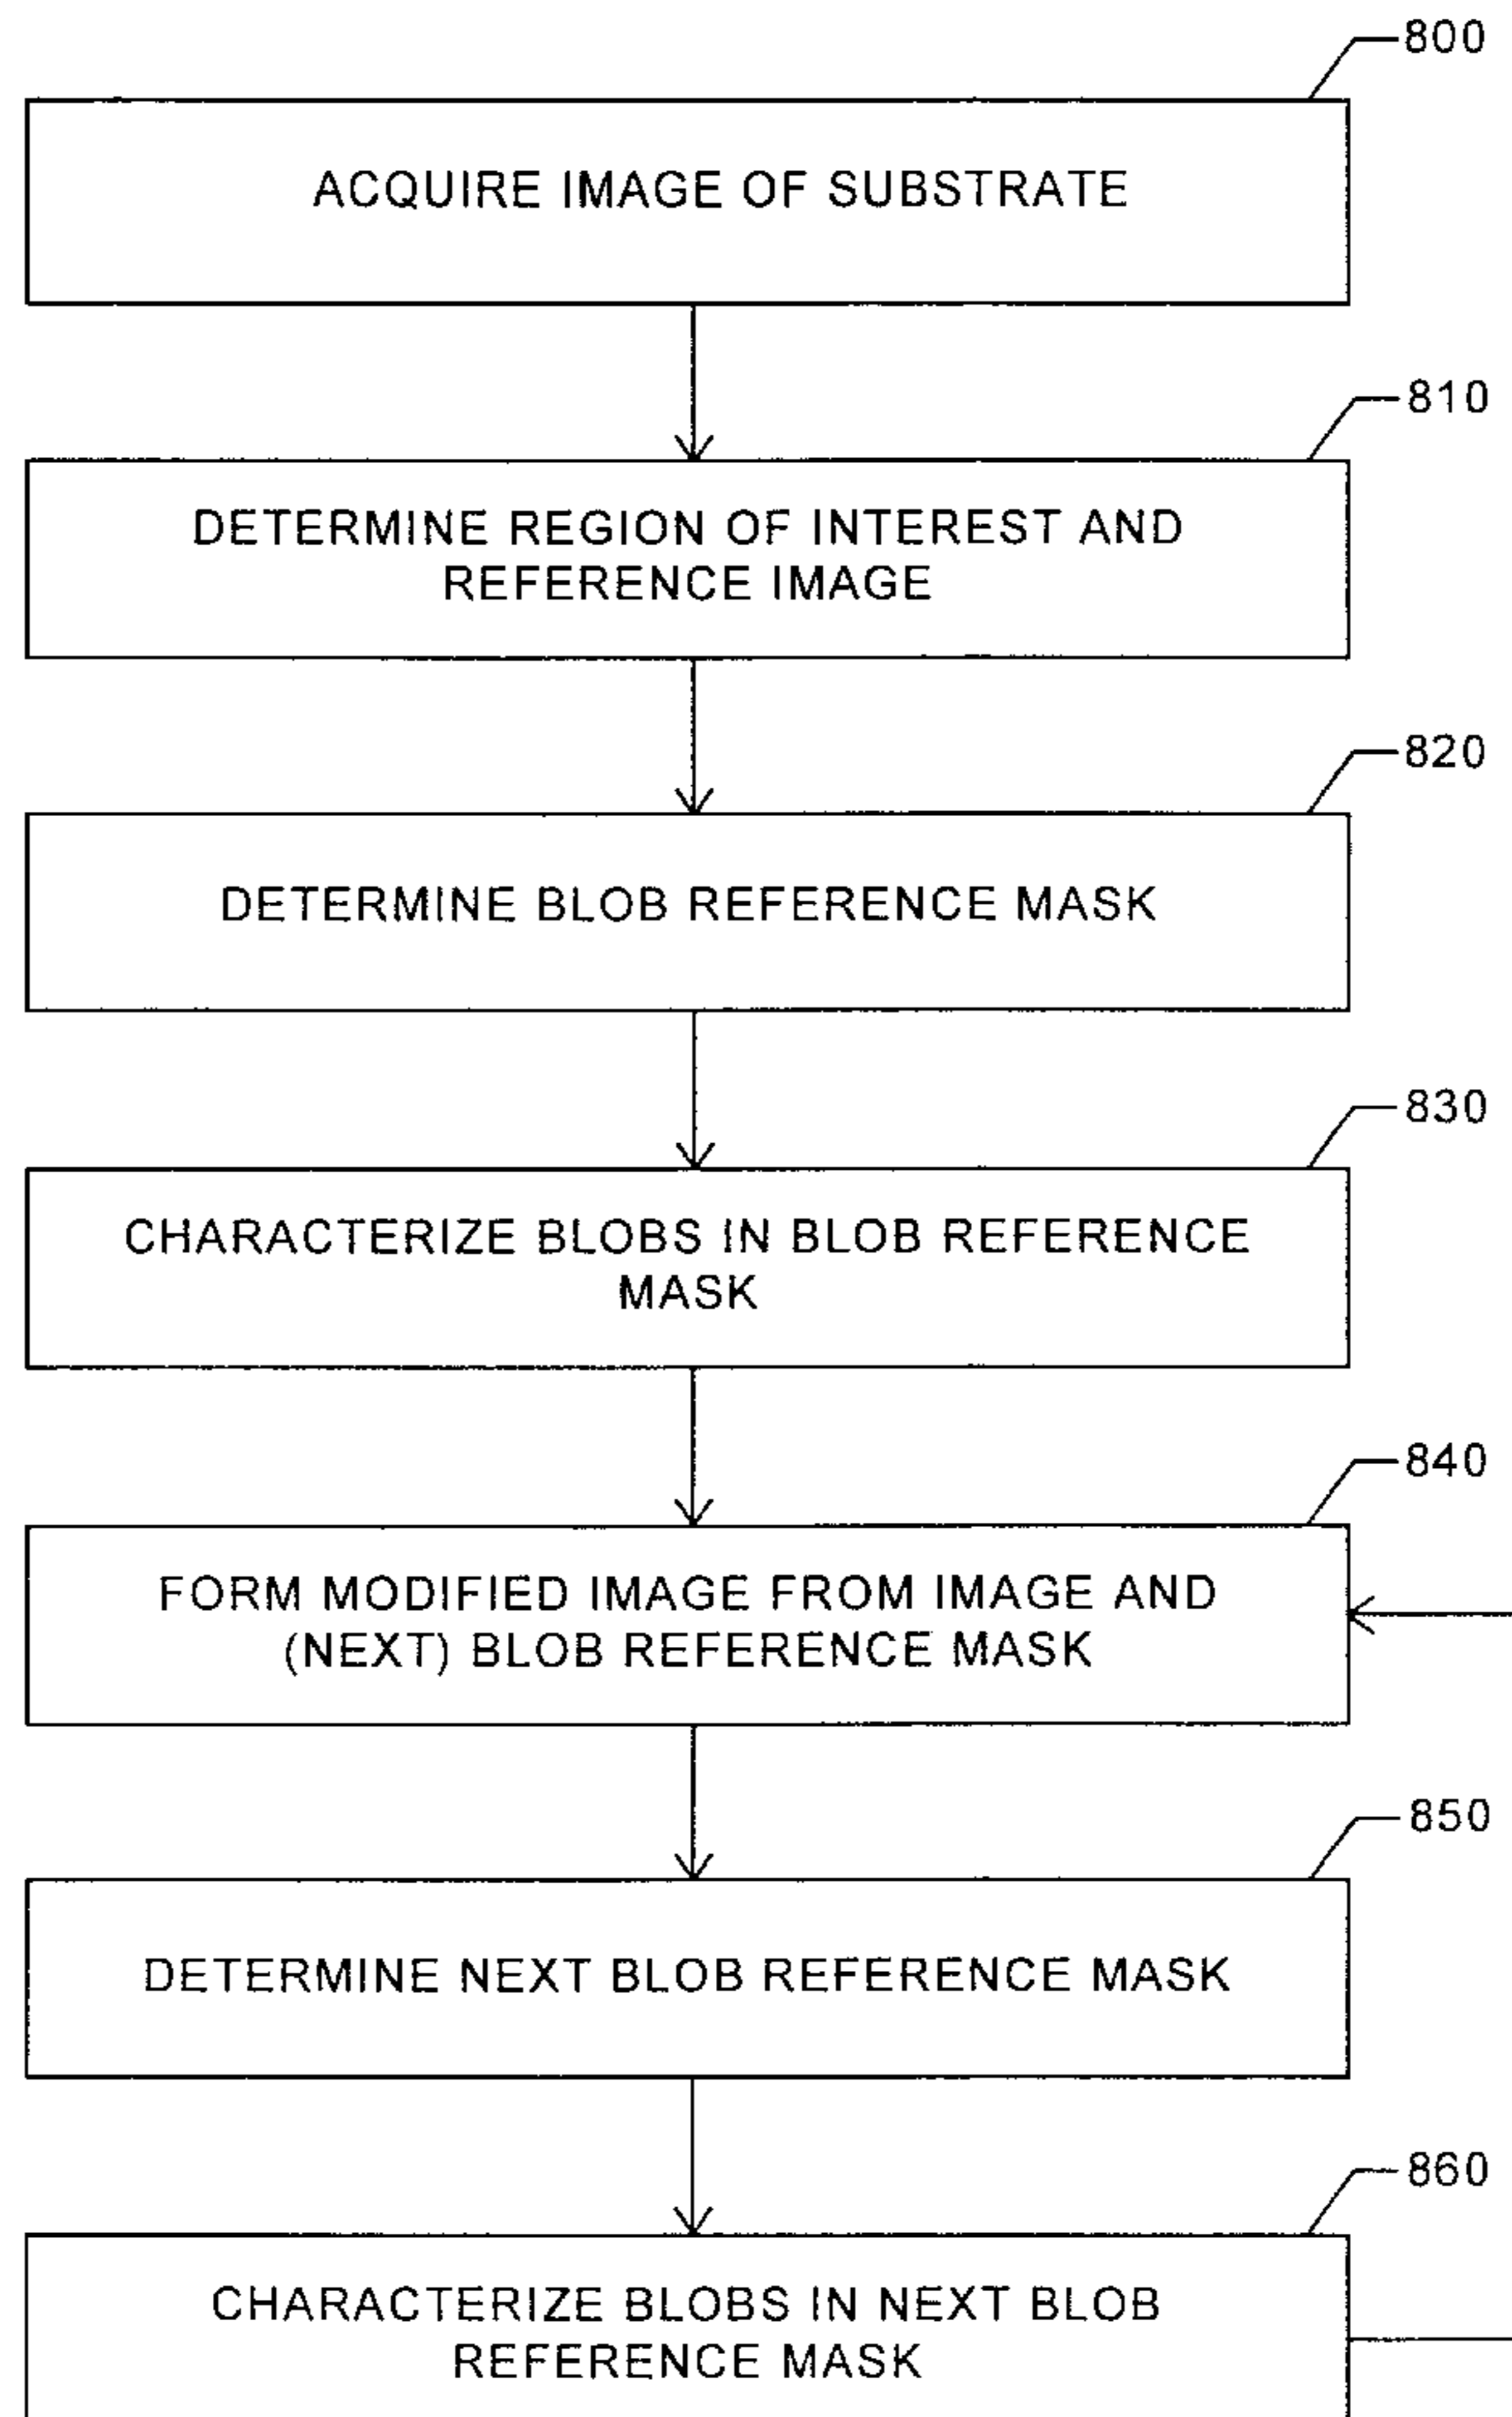 800
ACQUIRE IMAGE OF SUBSTRATE
810
DETERMINE REGION OF INTEREST AND
REFERENCE IMAGE
820
DETERMINE BLOB REFERENCE MASK
830
CHARACTERIZE BLOBS IN BLOB REFERENCE
MASK
840
FORM MODIFIED IMAGE FROM IMAGE AND
(NEXT) BLOB REFERENCE MASK
850
DETERMINE NEXT BLOB REFERENCE MASK
860
CHARACTERIZE BLOBS IN NEXT BLOB
REFERENCE MASK